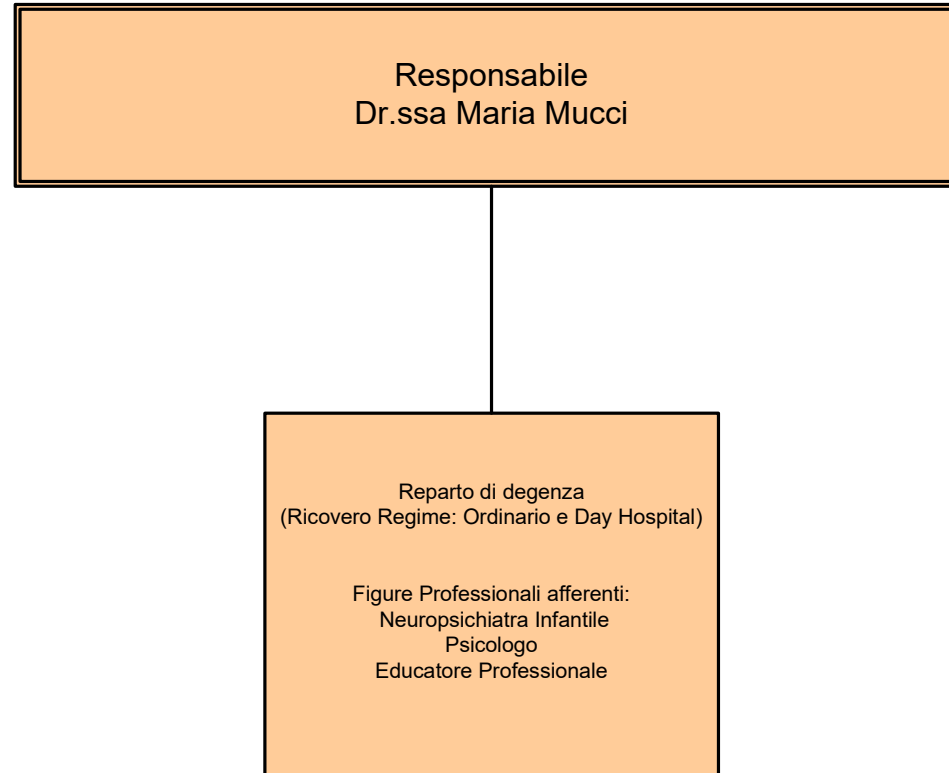 Responsabile
Dr.ssa Maria Mucci
Reparto di degenza
(Ricovero Regime: Ordinario e Day Hospital)
Figure Professionali afferenti:
Neuropsichiatra Infantile
Psicologo
Educatore Professionale